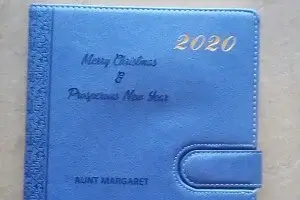 2020
Merry Christmas
&
Prosperous New Year
AUNT MARGARET